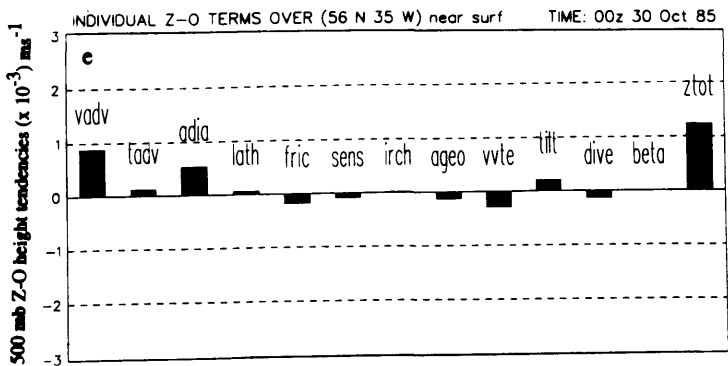 INDIVIDUAL Z-O TERMS OVER (56 N 35 W) near surf TIME: 00z 30 Oct 85
500 mb Z-O height tendencies (x 10^-3) ms^-1
3
2
1
0
-1
-2
-3
e
vadv
tadv
adia
lath
fric
sens
irch
ageo
vvte
tilt
dive
beta
ztot